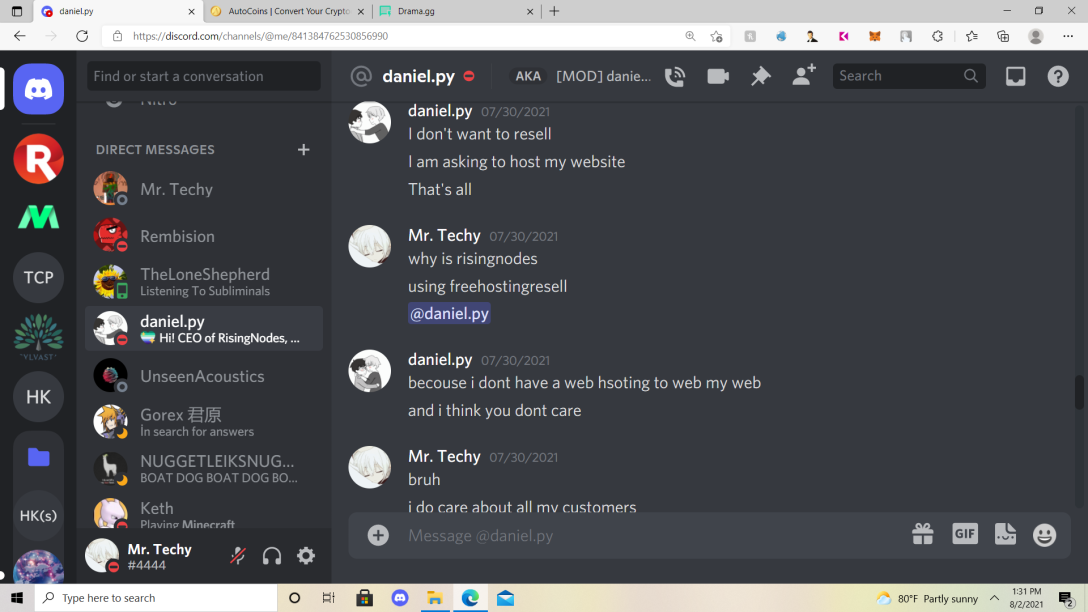 daniel.py
AutoCoins | Convert Your Crypto
Drama.gg
https://discord.com/channels/@me/841384762530856990
Find or start a conversation
daniel.py
AKA
[MOD] danie...
Search
Nitro
DIRECT MESSAGES
Mr. Techy
Rembision
TheLoneShepherd
Listening To Subliminals
daniel.py
Hi! CEO of RisingNodes, ...
UnseenAcoustics
Gorex 君原
İn search for answers
NUGGETLEIKSNUG...
BOAT DOG BOAT DOG BO...
Keth
Playing Minecraft
Mr. Techy
#4444
TCP
SYLVAST
HK
HK(s)
daniel.py 07/30/2021
I don't want to resell
I am asking to host my website
That's all
Mr. Techy 07/30/2021
why is risingnodes
using freehostingresell
@daniel.py
daniel.py 07/30/2021
becouse i dont have a web hsoting to web my web
and i think you dont care
Mr. Techy 07/30/2021
bruh
i do care about all my customers
Message @daniel.py
GIF
Type here to search
80°F Partly sunny
1:31 PM
8/2/2021
2